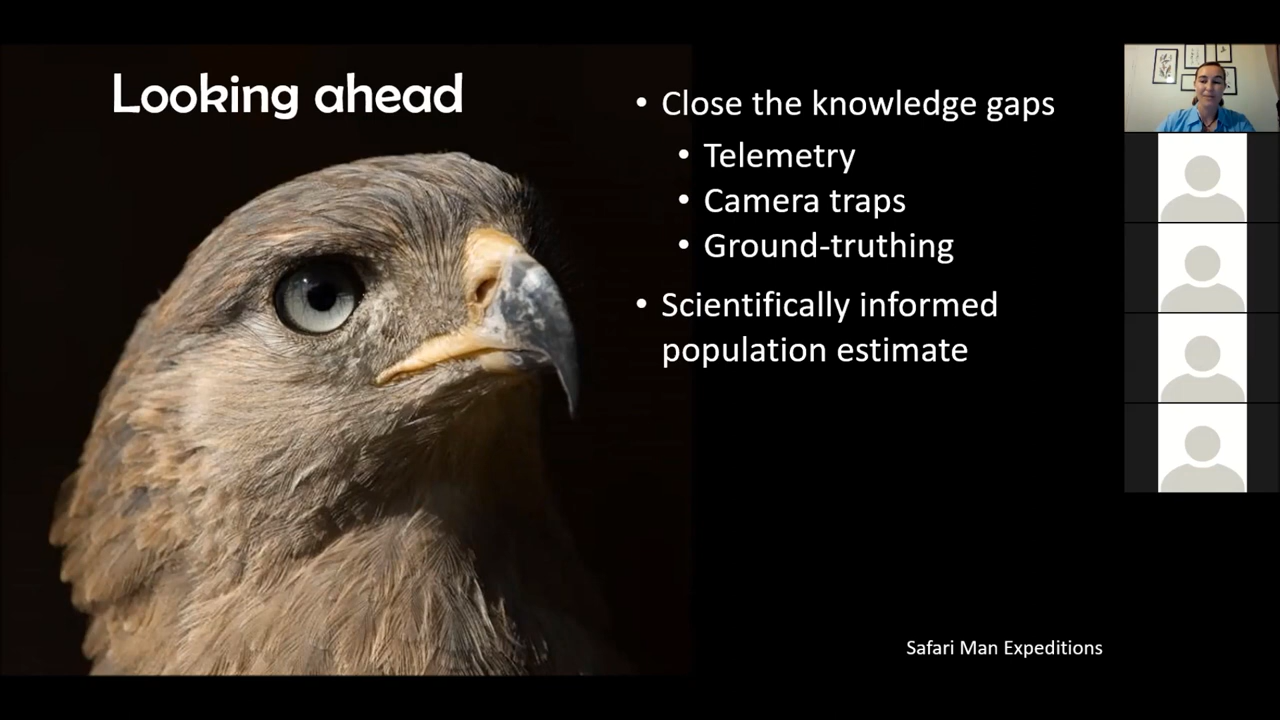 Looking ahead
• Close the knowledge gaps
• Telemetry
• Camera traps
• Ground-truthing
• Scientifically informed
population estimate
Safari Man Expeditions